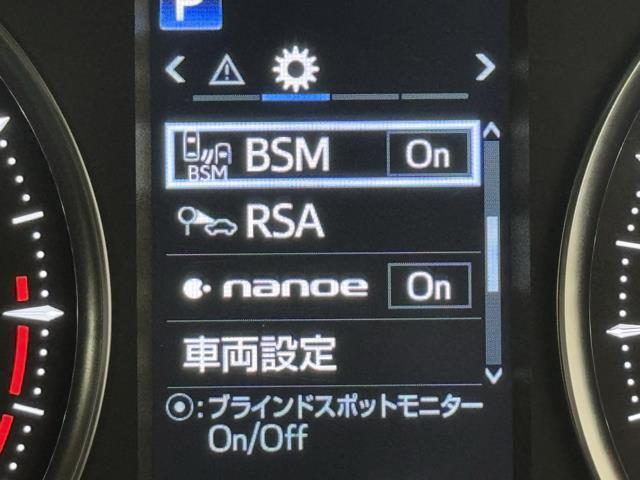 P
BSM BSM On
RSA
nanoe On
車両設定
⦿:ブラインドスポットモニター
On/Off